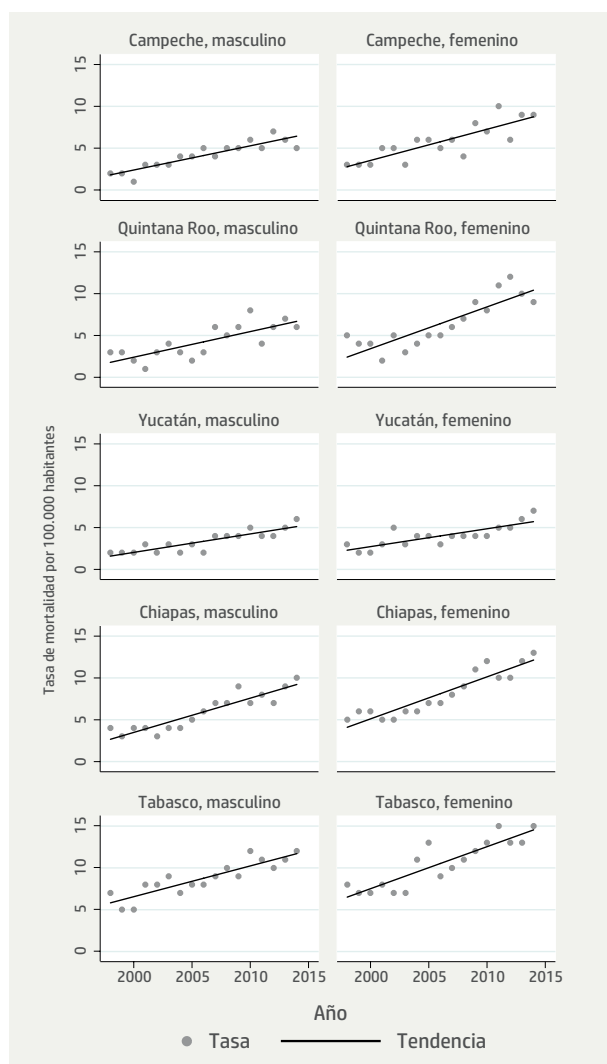 Campeche, masculino
Campeche, femenino
15
10
5
0
Quintana Roo, masculino
Quintana Roo, femenino
15
10
5
0
Yucatán, masculino
Yucatán, femenino
15
10
5
0
Chiapas, masculino
Chiapas, femenino
15
10
5
0
Tabasco, masculino
Tabasco, femenino
15
10
5
0
Tasa de mortalidad por 100.000 habitantes
2000 2005 2010 2015
2000 2005 2010 2015
Año
Tasa
Tendencia